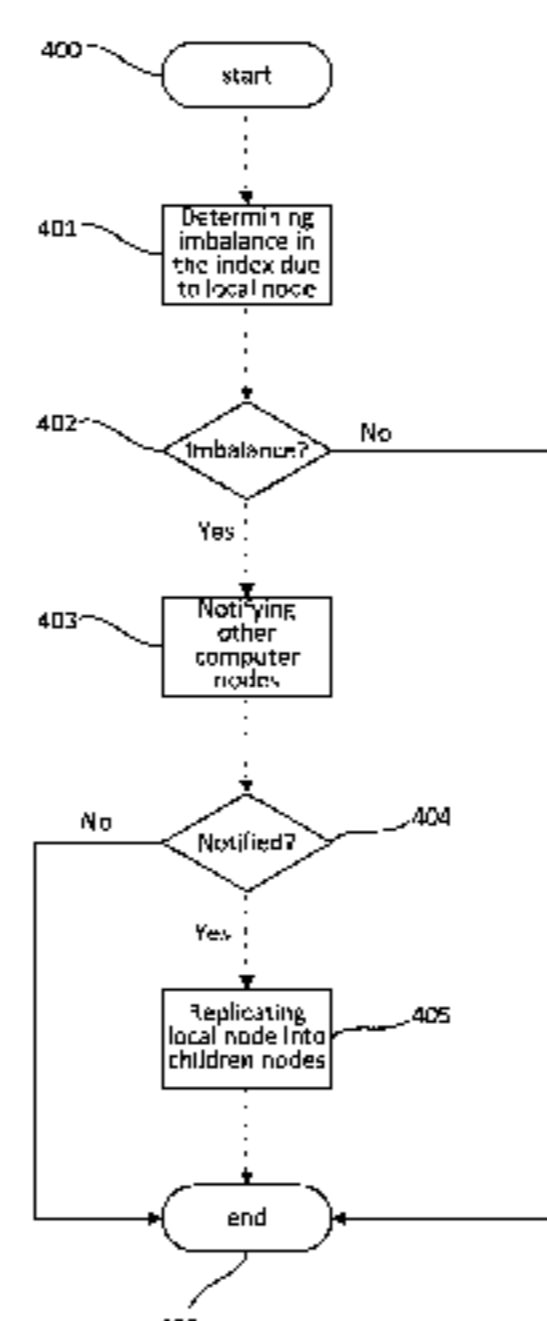 400
start
401
Determining
imbalance in
the index due
to local node
402
Imbalance?
No
Yes
403
Notifying
other
computer
nodes
404
No
Notified?
Yes
405
Replicating
local node into
children nodes
end